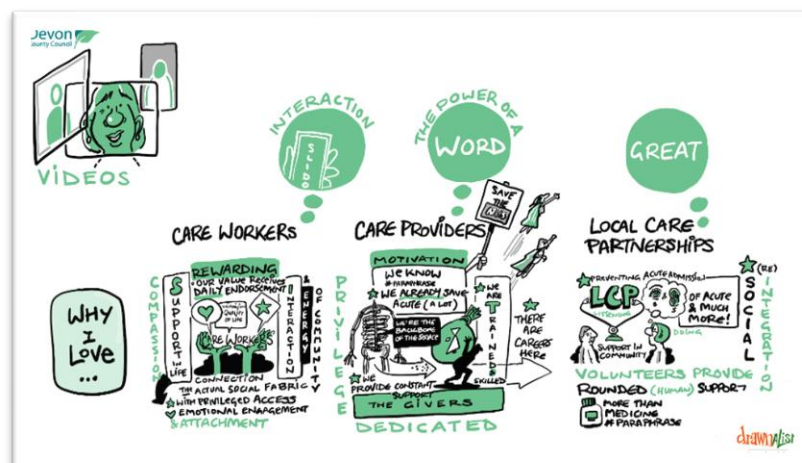 Devon
County Council
VIDEOS
INTERACTION
SLIDO
THE POWER OF A
WORD
GREAT
WHY
I
LOVE
...
CARE WORKERS
COMPASSION
SUPPORT IN LIFE
REWARDING
OUR VALUE RECEIVES
DAILY ENDORSEMENT
QUALITY
OF LIFE
CARE WORKERS
INTERACTION
& ENERGY
OF COMMUNITY
CONNECTION
THE ACTUAL SOCIAL FABRIC
WITH PRIVILEGED ACCESS
EMOTIONAL ENGAGEMENT
& ATTACHMENT
CARE PROVIDERS
SAVE
THE
PRIVILEGE
MOTIVATION
WE KNOW
#PARAPHRASE
WE ALREADY SAVE
ACUTE (A LOT)
WE'RE THE
BACKBONE
OF THE SPACE
WE ARE
TRAINED &
SKILLED
THERE
ARE
CAREERS
HERE
WE
PROVIDE CONSTANT
SUPPORT
THE GIVERS
DEDICATED
LOCAL CARE
PARTNERSHIPS
PREVENTING ACUTE ADMISSION
LCP
LISTENING
OF ACUTE
& MUCH
MORE!
DOING
SUPPORT IN
COMMUNITY
SOCIAL
(RE)
INTEGRATION
VOLUNTEERS PROVIDE
ROUNDED (HUMAN) SUPPORT
MORE THAN
MEDICINE
#PARAPHRASE
drawnalist